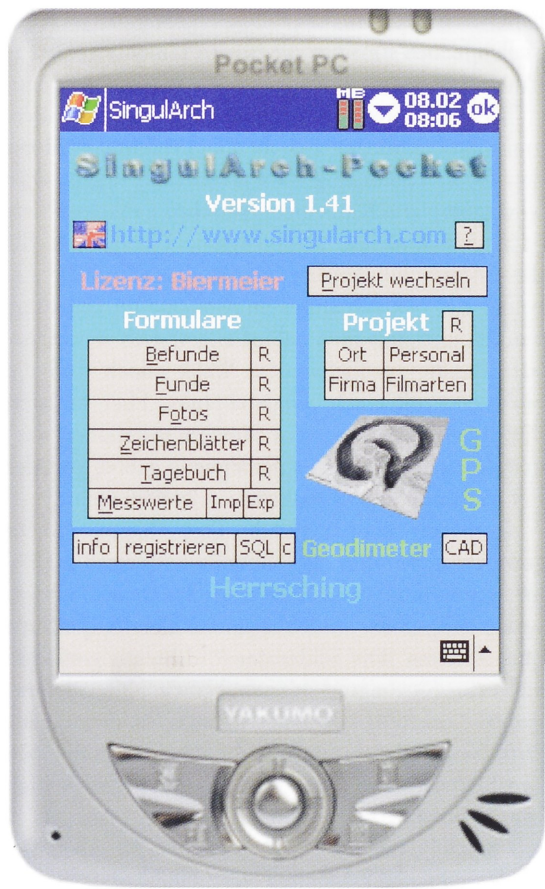 Pocket PC
SingulArch MB 08.02 08:06 ok
SingulArch-Pocket
Version 1.41
http://www.singularch.com ?
Lizenz: Biermeier Projekt wechseln
Formulare
Befunde R
Funde R
Fotos R
Zeichenblätter R
Tagebuch R
Messwerte Imp Exp
Projekt R
Ort Personal
Firma Filmarten
GPS
info registrieren SQL c Geodimeter CAD
Herrsching
YAKUMO